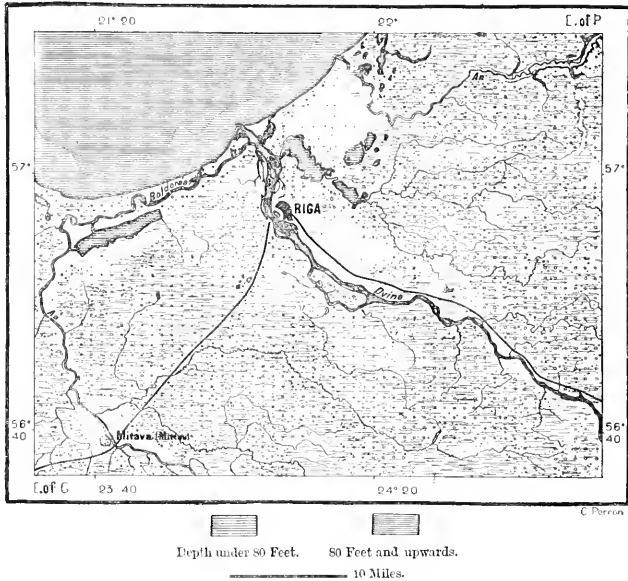 21° 20
22°
E. of P
Aa
57°
57°
Bolderaa
RIGA
Dvina
Aa
56°
40
56°
40
Mitava (Mitau)
E. of G
23° 40
24° 20
C. Perron
Depth under 80 Feet.
80 Feet and upwards.
10 Miles.